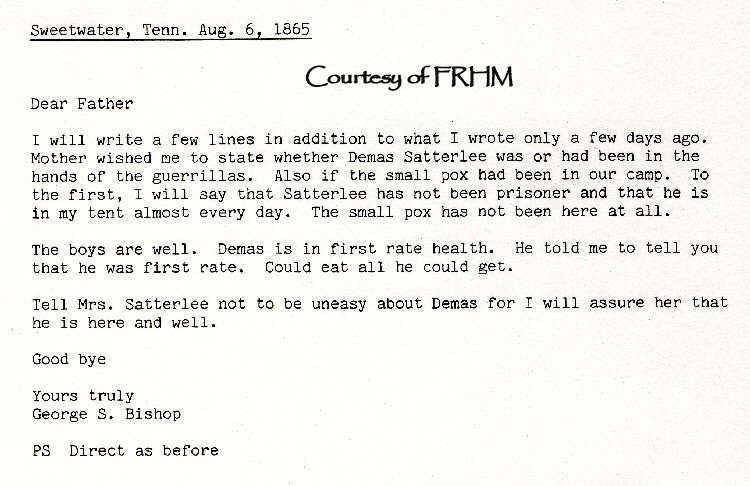 Sweetwater, Tenn. Aug. 6, 1865
Courtesy of FRHM
Dear Father
I will write a few lines in addition to what I wrote only a few days ago.
Mother wished me to state whether Demas Satterlee was or had been in the
hands of the guerrillas.  Also if the small pox had been in our camp.  To
the first, I will say that Satterlee has not been prisoner and that he is
in my tent almost every day.  The small pox has not been here at all.
The boys are well.  Demas is in first rate health.  He told me to tell you
that he was first rate.  Could eat all he could get.
Tell Mrs. Satterlee not to be uneasy about Demas for I will assure her that
he is here and well.
Good bye
Yours truly
George S. Bishop
PS  Direct as before